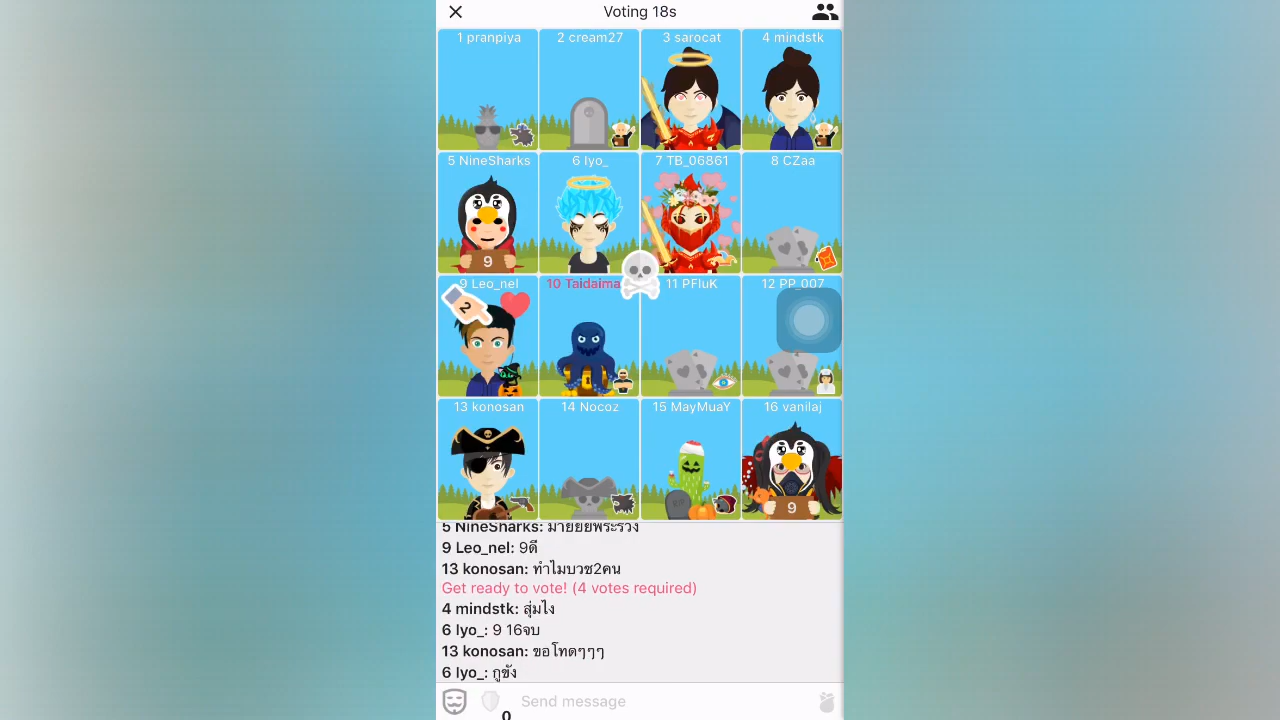 Voting 18s
1 pranpiya
2 cream27
3 sarocat
4 mindstk
5 NineSharks
6 lyo_
7 TB_06861
8 CZaa
9
9 Leo_nel
10 Taidaima
11 PFluK
12 PP_007
2
13 konosan
14 Nocoz
15 MayMuaY
16 vanilaj
9
5 NineSharks: มายยยพระรวง
9 Leo_nel: 9ดี
13 konosan: ทำไมบวช2คน
Get ready to vote! (4 votes required)
4 mindstk: สุ่มไง
6 lyo_: 9 16จบ
13 konosan: ขอโทดๆๆๆ
6 lyo_: กูขัง
Send message
0